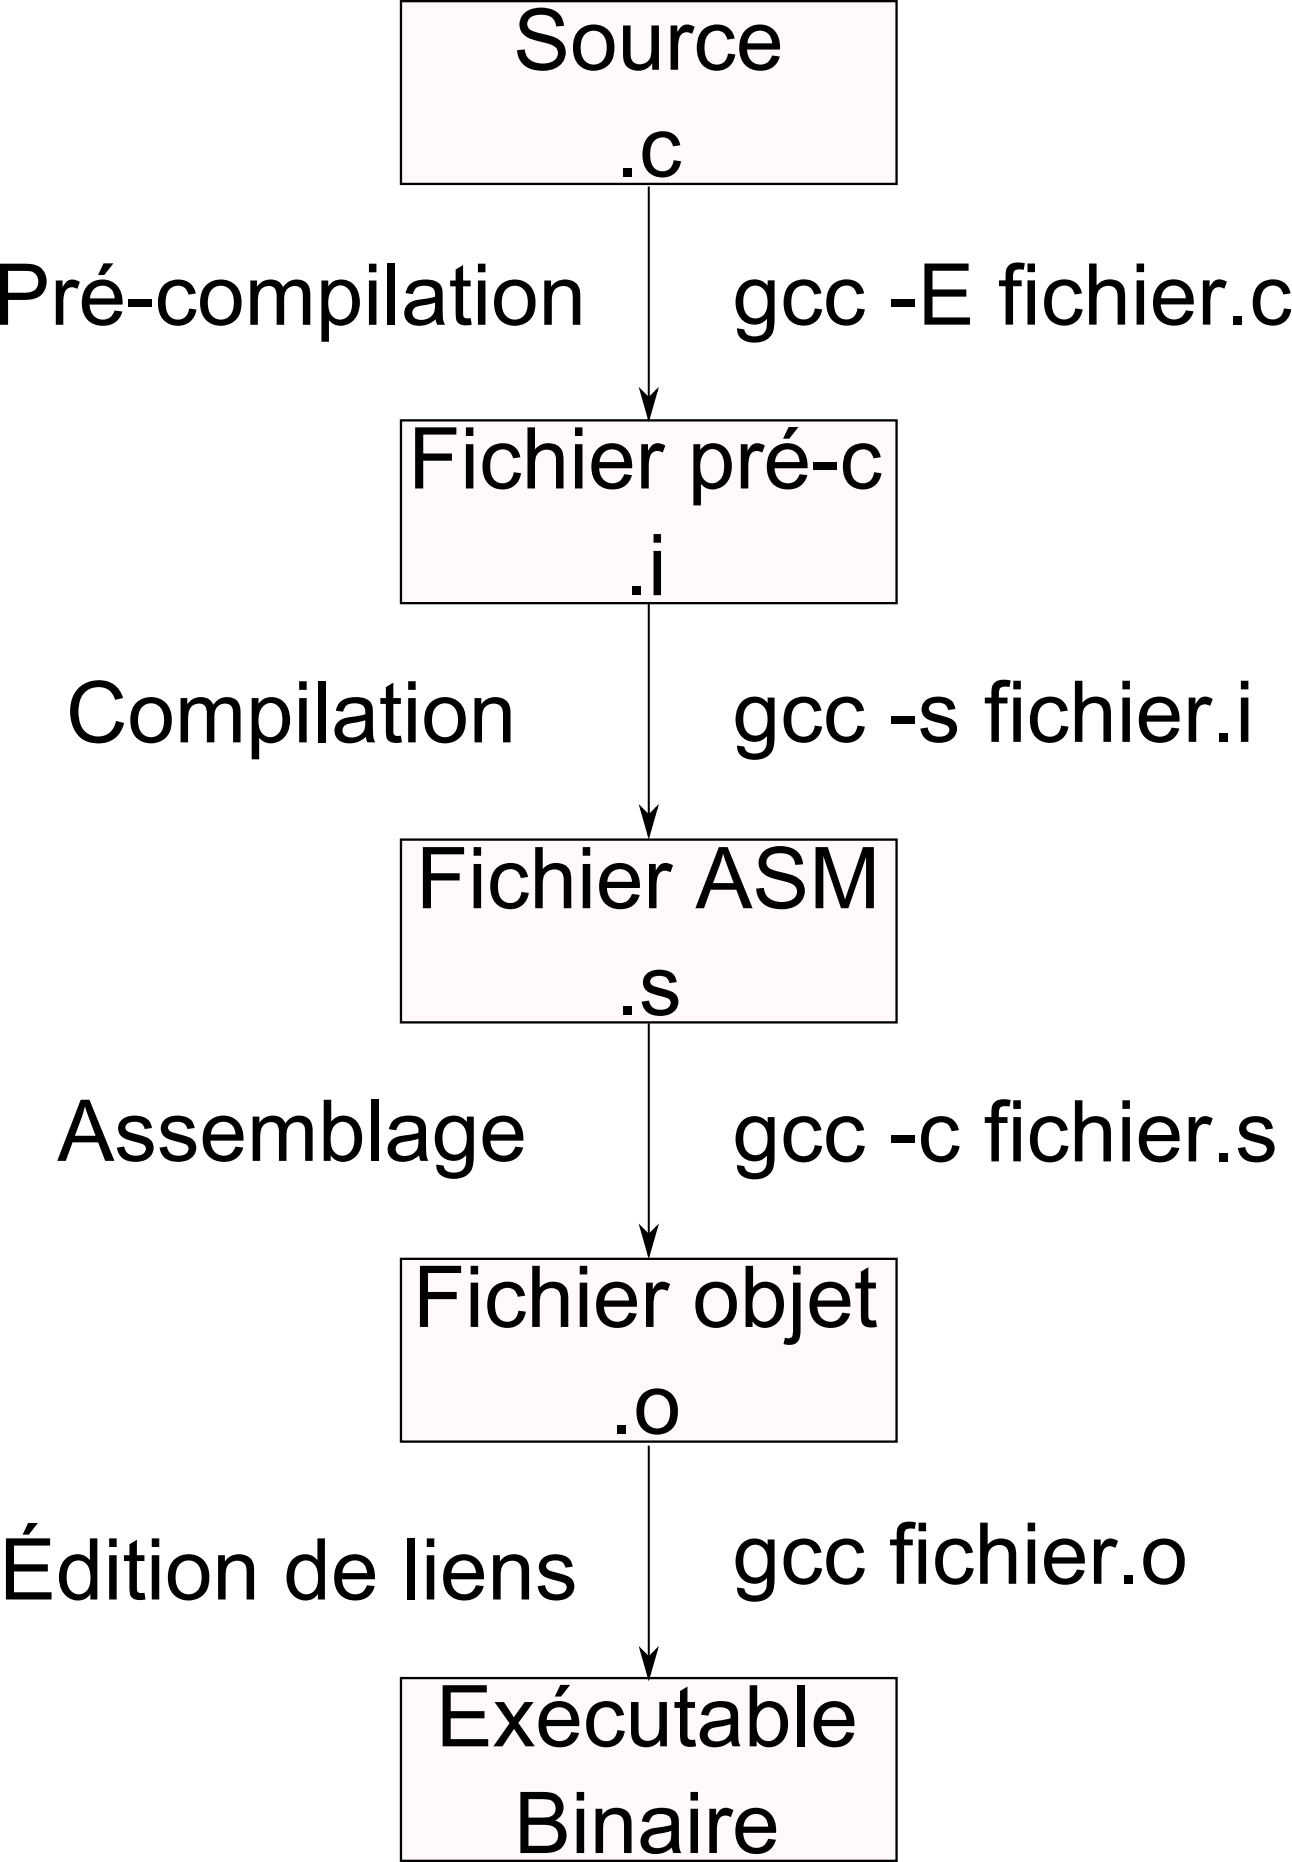 Source
.c
Pré-compilation
gcc -E fichier.c
Fichier pré-c
.i
Compilation
gcc -s fichier.i
Fichier ASM
.s
Assemblage
gcc -c fichier.s
Fichier objet
.o
Édition de liens
gcc fichier.o
Exécutable
Binaire